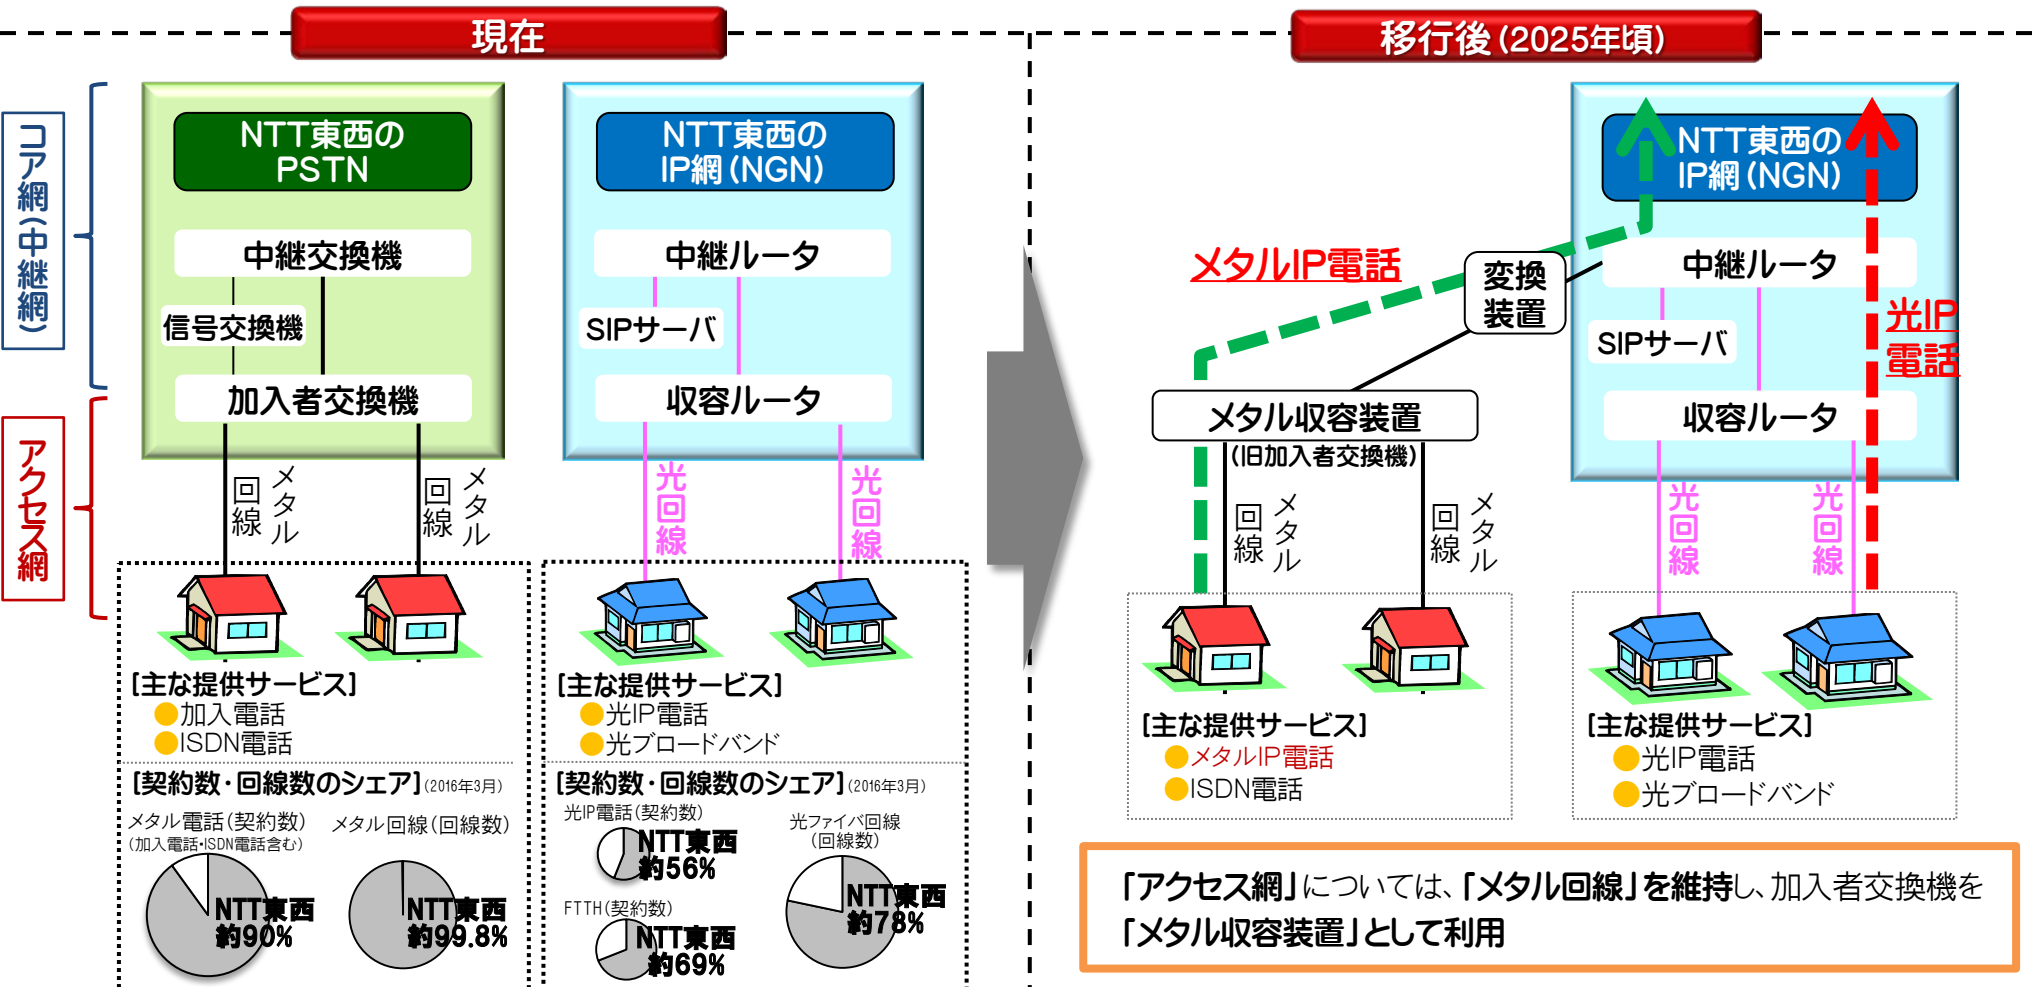 現在
移行後(2025年頃)
コア網(中継網)
アクセス網
NTT東西の
PSTN
中継交換機
信号交換機
加入者交換機
メタル
回線
メタル
回線
NTT東西の
IP網(NGN)
中継ルータ
SIPサーバ
収容ルータ
光回線
光回線
[主な提供サービス]
●加入電話
●ISDN電話
[契約数・回線数のシェア](2016年3月)
メタル電話(契約数)
(加入電話・ISDN電話含む)
NTT東西
約90%
メタル回線(回線数)
NTT東西
約99.8%
[主な提供サービス]
●光IP電話
●光ブロードバンド
[契約数・回線数のシェア](2016年3月)
光IP電話(契約数)
NTT東西
約56%
FTTH(契約数)
NTT東西
約69%
光ファイバ回線
(回線数)
NTT東西
約78%
メタルIP電話
変換
装置
メタル収容装置
(旧加入者交換機)
メタル
回線
メタル
回線
NTT東西の
IP網(NGN)
中継ルータ
SIPサーバ
収容ルータ
光IP
電話
光回線
光回線
[主な提供サービス]
●メタルIP電話
●ISDN電話
[主な提供サービス]
●光IP電話
●光ブロードバンド
「アクセス網」については、「メタル回線」を維持し、加入者交換機を
「メタル収容装置」として利用